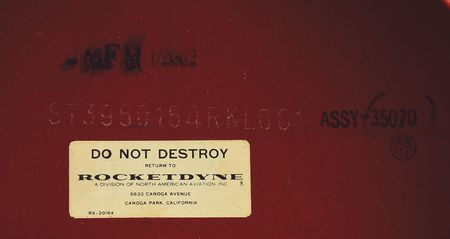 MFR 02602
ST3950154RKL001 ASSY-35070
DO NOT DESTROY
RETURN TO
ROCKETDYNE
A DIVISION OF NORTH AMERICAN AVIATION INC
6633 CANOGA AVENUE
CANOGA PARK, CALIFORNIA
RX-20164